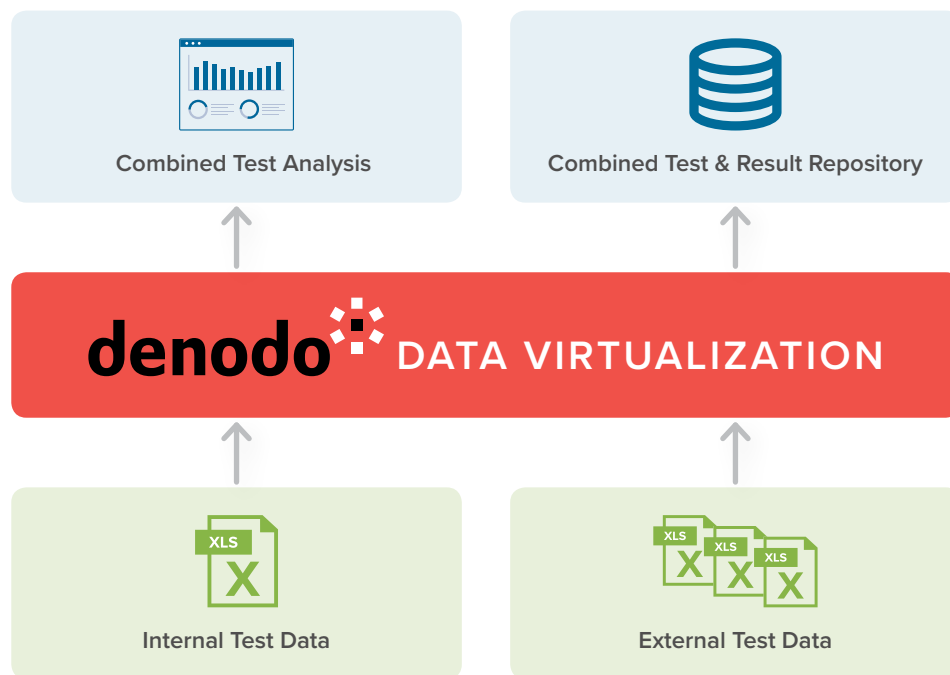 Combined Test Analysis
Combined Test & Result Repository
denodo DATA VIRTUALIZATION
XLS
X
Internal Test Data
XLS
X
XLS
X
XLS
X
External Test Data